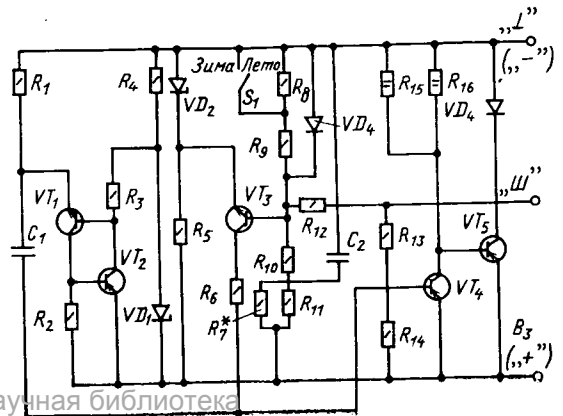 „⊥"
(„-")
Зима Лето
S₁
R₁
R₄
VD₂
R₈
R₉
VD₄
R₁₅
R₁₆
VD₄
„Ш"
VT₁
R₃
VT₂
C₁
R₂
VD₁
R₅
VT₃
R₆
R₁₂
R₁₀
R₇*
R₁₁
C₂
R₁₃
R₁₄
VT₄
VT₅
В₃
(„+")
аучная библиотека